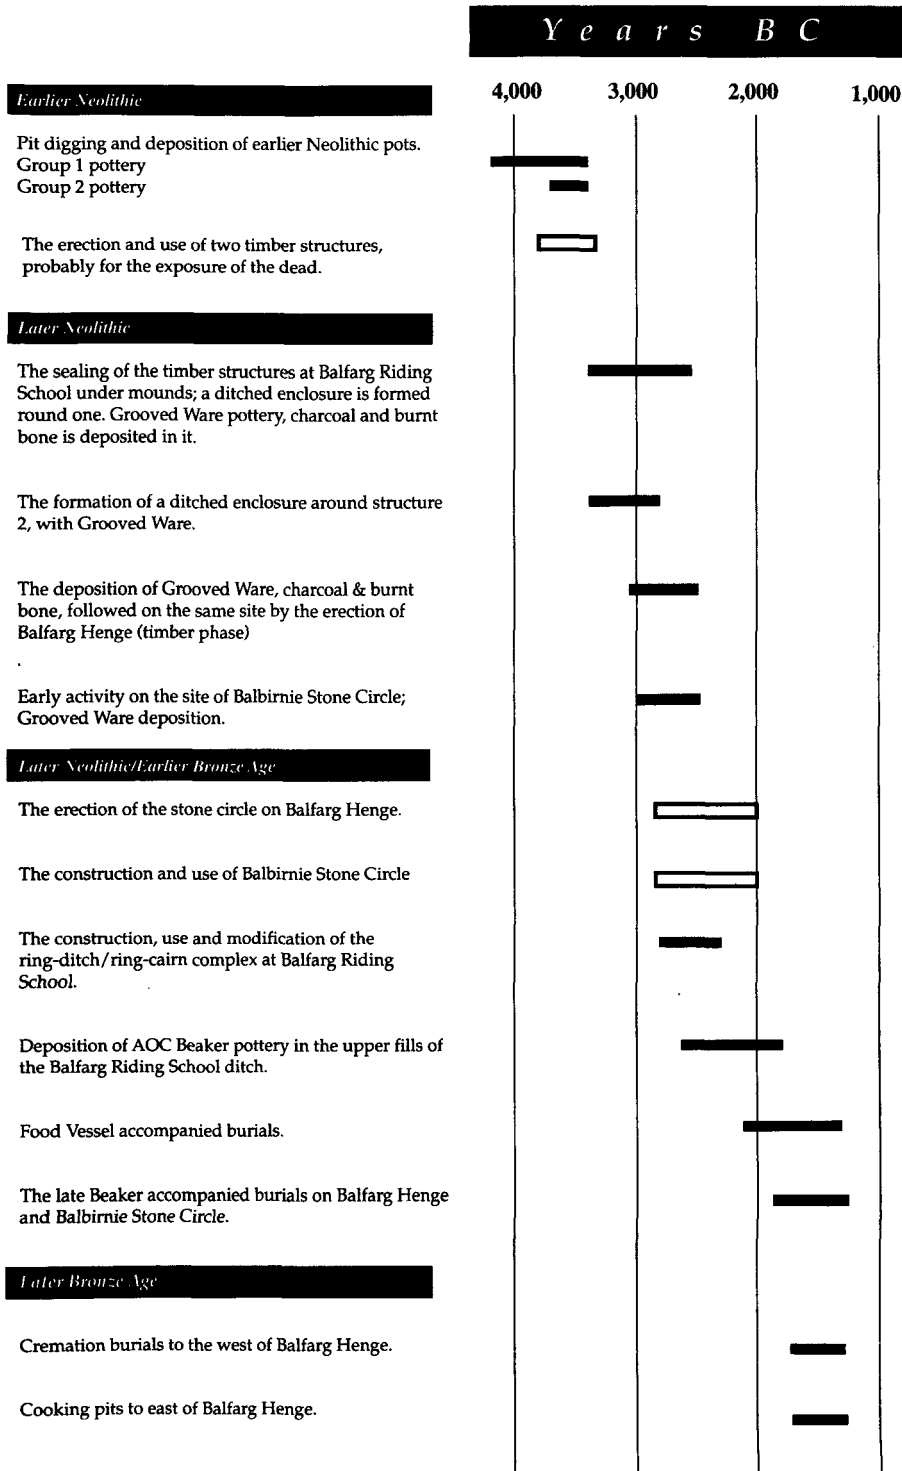 Years BC
4,000 3,000 2,000 1,000
Earlier Neolithic
Pit digging and deposition of earlier Neolithic pots.
Group 1 pottery
Group 2 pottery
The erection and use of two timber structures,
probably for the exposure of the dead.
Later Neolithic
The sealing of the timber structures at Balfarg Riding
School under mounds; a ditched enclosure is formed
round one. Grooved Ware pottery, charcoal and burnt
bone is deposited in it.
The formation of a ditched enclosure around structure
2, with Grooved Ware.
The deposition of Grooved Ware, charcoal & burnt
bone, followed on the same site by the erection of
Balfarg Henge (timber phase)
Early activity on the site of Balbirnie Stone Circle;
Grooved Ware deposition.
Later Neolithic/Earlier Bronze Age
The erection of the stone circle on Balfarg Henge.
The construction and use of Balbirnie Stone Circle
The construction, use and modification of the
ring-ditch/ring-cairn complex at Balfarg Riding
School.
Deposition of AOC Beaker pottery in the upper fills of
the Balfarg Riding School ditch.
Food Vessel accompanied burials.
The late Beaker accompanied burials on Balfarg Henge
and Balbirnie Stone Circle.
Later Bronze Age
Cremation burials to the west of Balfarg Henge.
Cooking pits to east of Balfarg Henge.